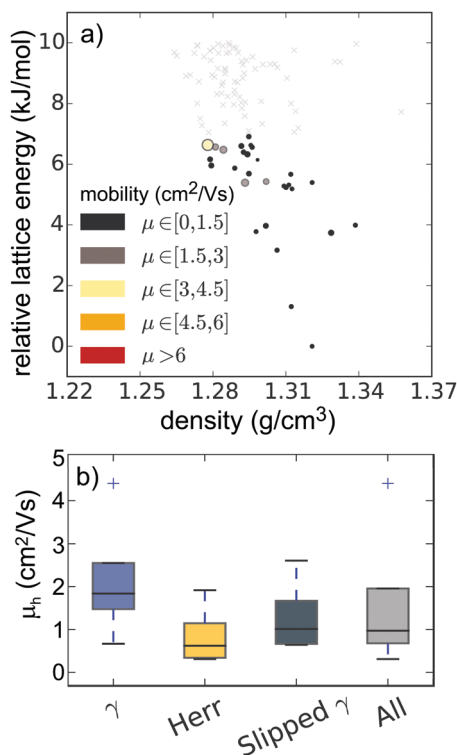 a)
relative lattice energy (kJ/mol)
10
8
6
4
2
0
mobility (cm²/Vs)
μ∈[0,1.5]
μ∈[1.5,3]
μ∈[3,4.5]
μ∈[4.5,6]
μ>6
1.22 1.25 1.28 1.31 1.34 1.37
density (g/cm³)
b)
μₕ (cm²/Vs)
5
4
3
2
1
0
γ Herr Slipped γ All